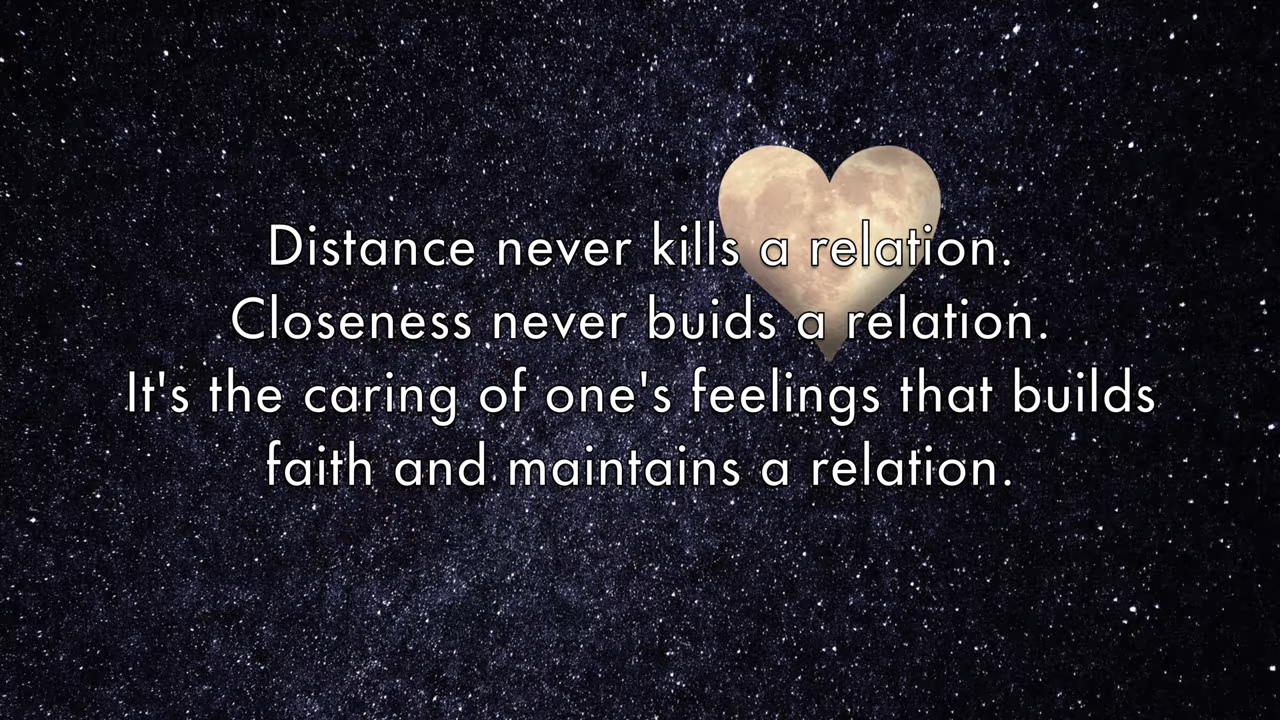 Distance never kills a relation.
Closeness never buids a relation.
It's the caring of one's feelings that builds
faith and maintains a relation.